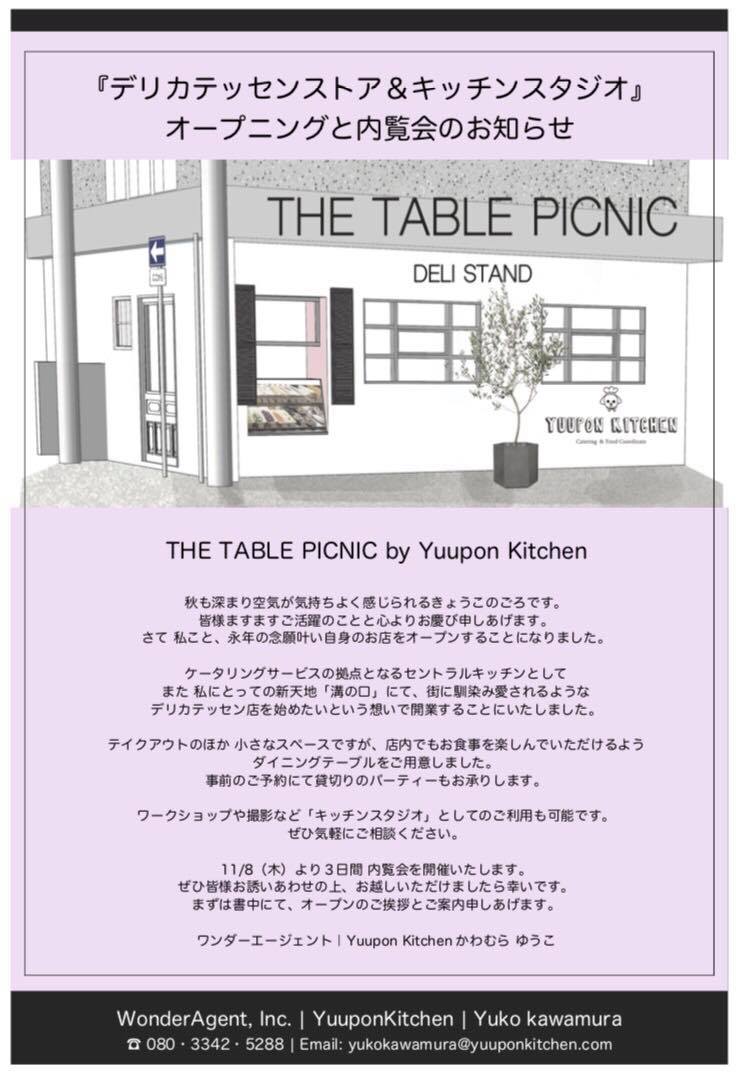 『デリカテッセンストア＆キッチンスタジオ』
オープニングと内覧会のお知らせ
THE TABLE PICNIC
DELI STAND
YUUPON KITCHEN
Catering & Food Coordinate
THE TABLE PICNIC by Yuupon Kitchen
秋も深まり空気が気持ちよく感じられるきょうこのごろです。
皆様ますますご活躍のことと心よりお慶び申しあげます。
さて 私こと、永年の念願叶い自身のお店をオープンすることになりました。
ケータリングサービスの拠点となるセントラルキッチンとして
また 私にとっての新天地「溝の口」にて、街に馴染み愛されるような
デリカテッセン店を始めたいという想いで開業することにいたしました。
テイクアウトのほか 小さなスペースですが、店内でもお食事を楽しんでいただけるよう
ダイニングテーブルをご用意しました。
事前のご予約にて貸切りのパーティーもお承りします。
ワークショップや撮影など「キッチンスタジオ」としてのご利用も可能です。
ぜひ気軽にご相談ください。
11/8（木）より３日間 内覧会を開催いたします。
ぜひ皆様お誘いあわせの上、お越しいただけましたら幸いです。
まずは書中にて、オープンのご挨拶とご案内申しあげます。
ワンダーエージェント｜Yuupon Kitchen かわむら ゆうこ
WonderAgent, Inc. | YuuponKitchen | Yuko kawamura
☎ 080・3342・5288 | Email: yukokawamura@yuuponkitchen.com